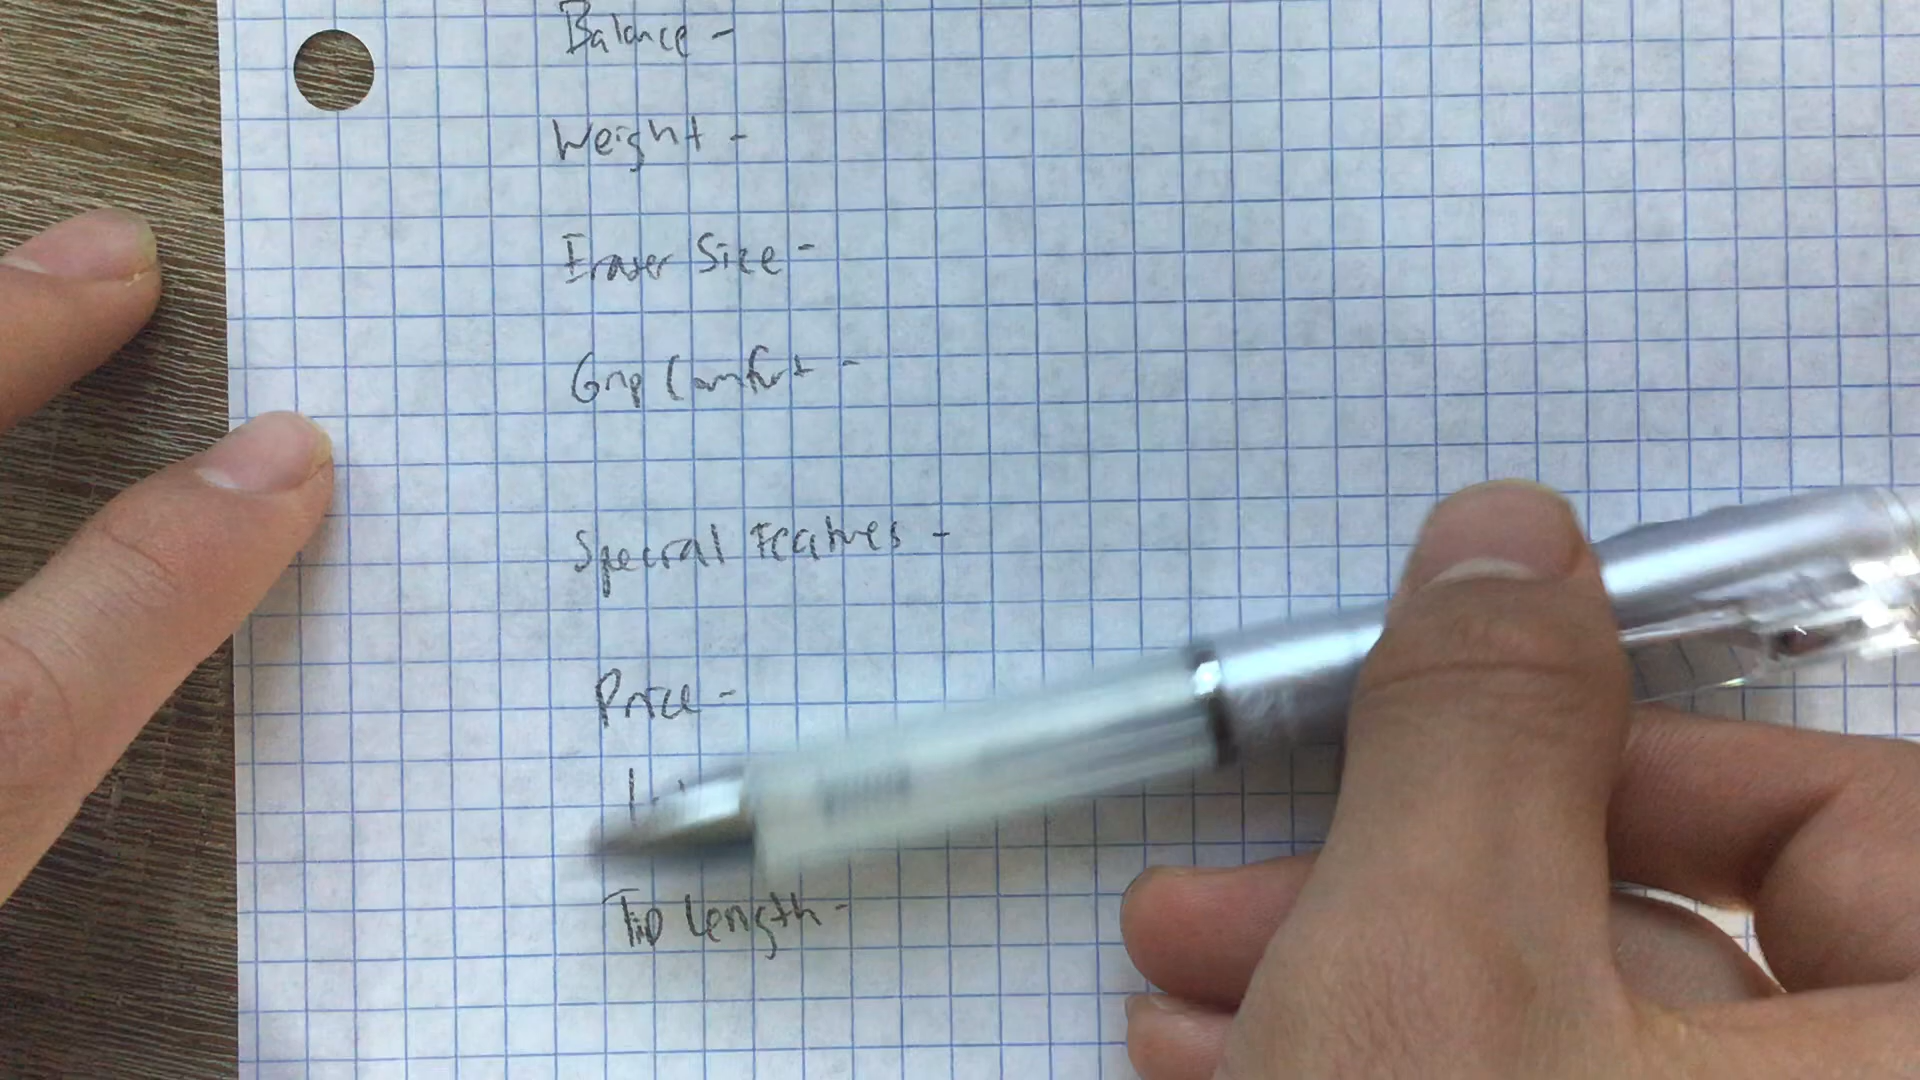 Balance -
Weight -
Eraser Size -
Grip Comfort -
Special Features -
Price -
Tip Length -